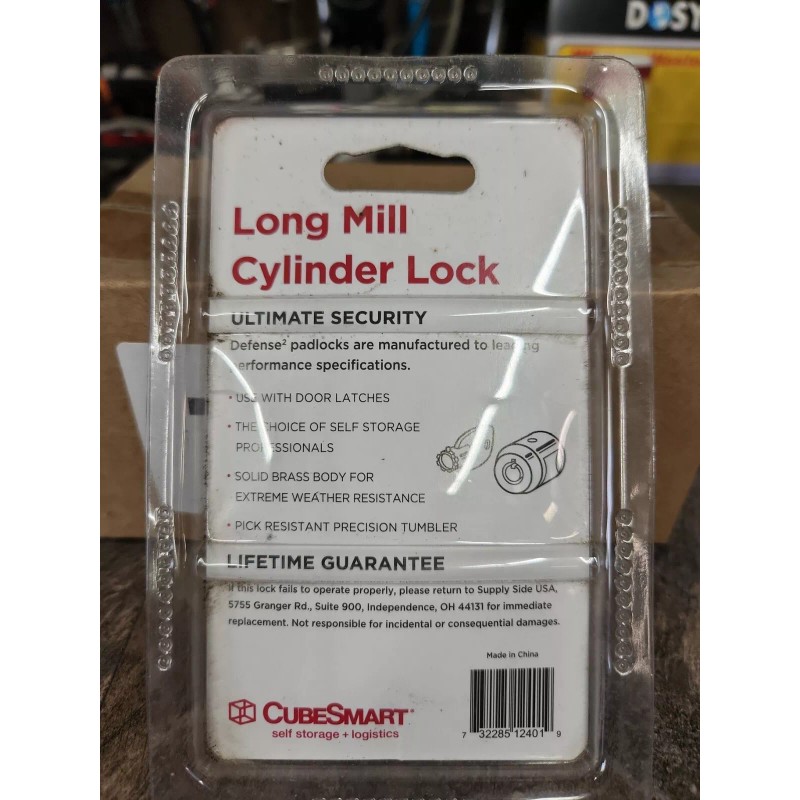 DOSY
Long Mill
Cylinder Lock
ULTIMATE SECURITY
Defense² padlocks are manufactured to leading
performance specifications.
• USE WITH DOOR LATCHES
• THE CHOICE OF SELF STORAGE
PROFESSIONALS
• SOLID BRASS BODY FOR
EXTREME WEATHER RESISTANCE
• PICK RESISTANT PRECISION TUMBLER
LIFETIME GUARANTEE
If this lock fails to operate properly, please return to Supply Side USA,
5755 Granger Rd., Suite 900, Independence, OH 44131 for immediate
replacement. Not responsible for incidental or consequential damages.
Made in China
CUBESMART
self storage + logistics
7 32285 12401 9